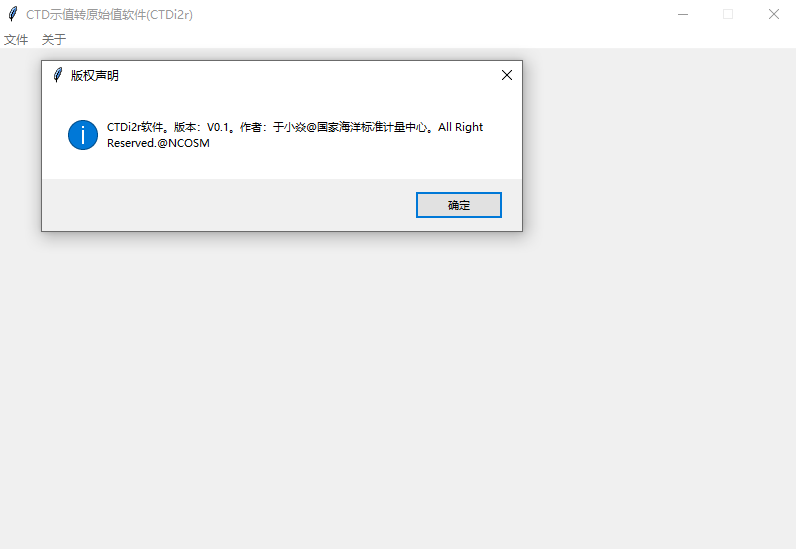 CTD示值转原始值软件(CTDi2r)
文件 关于
版权声明
CTDi2r软件。版本：V0.1。作者：于小焱@国家海洋标准计量中心。All Right
Reserved.@NCOSM
确定